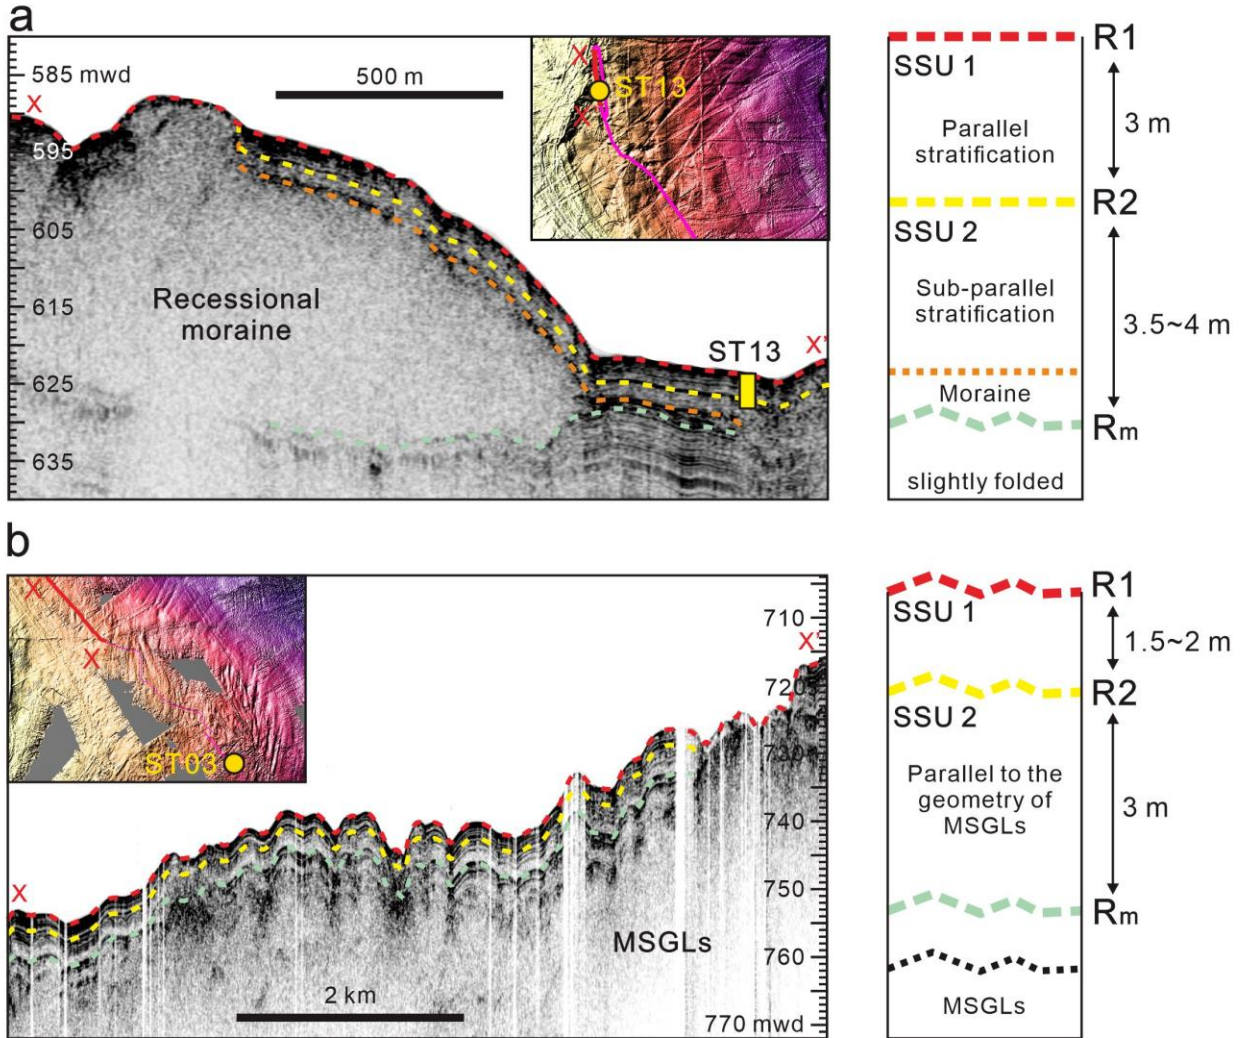 a
585 mwd
500 m
X
X
ST13
X
595
605
615
625
635
Recessional
moraine
ST13
X'
R1
SSU 1
Parallel
stratification
3 m
R2
SSU 2
Sub-parallel
stratification
3.5~4 m
Moraine
Rm
slightly folded
b
X
X
ST03
710
X'
720
730
740
750
760
770 mwd
X
MSGLs
2 km
R1
SSU 1
1.5~2 m
R2
SSU 2
Parallel to the
geometry of
MSGLs
3 m
Rm
MSGLs